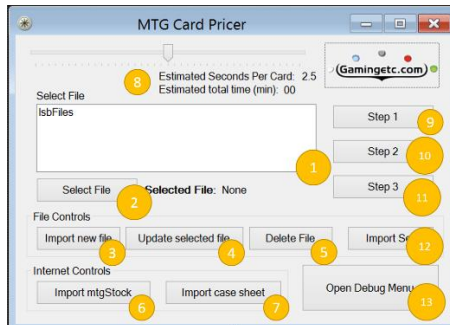 MTG Card Pricer
Gamingetc.com
8
Estimated Seconds Per Card: 2.5
Estimated total time (min): 00
Select File
lsbFiles
1
Step 1
9
Step 2
10
Step 3
11
Select File
2
Selected File: None
File Controls
Import new file
3
Update selected file
4
Delete File
5
Import
12
Internet Controls
Import mtgStock
6
Import case sheet
7
Open Debug Menu
13